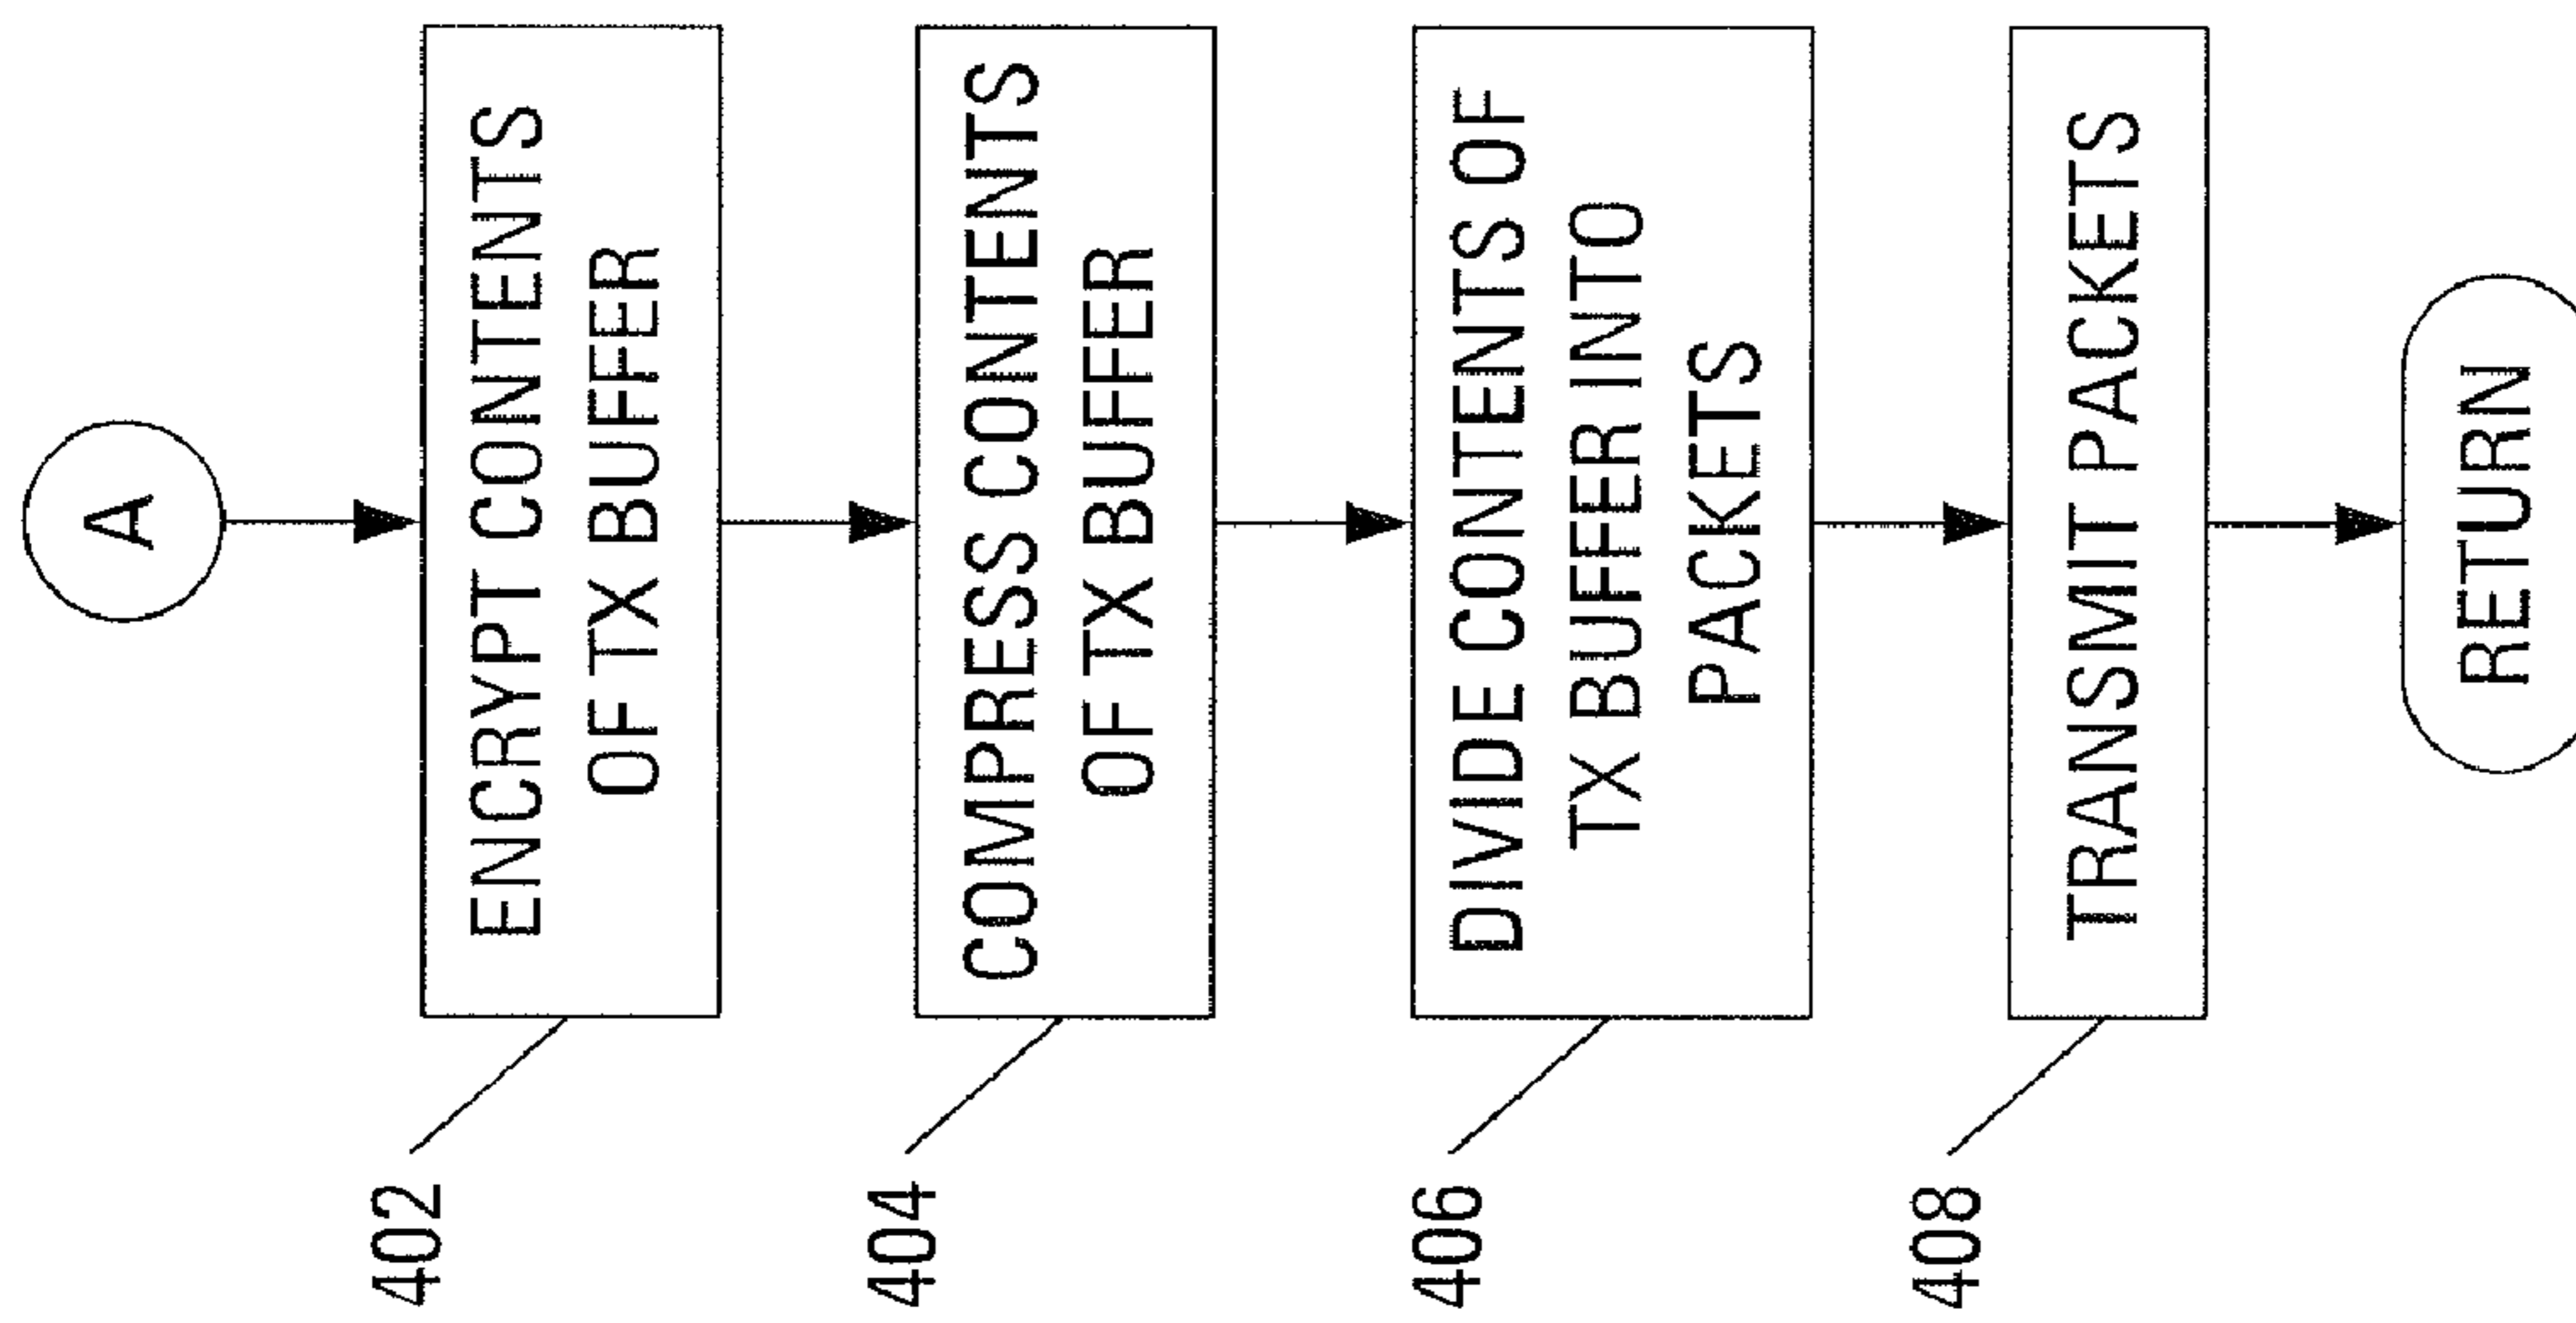 A
402
ENCRYPT CONTENTS
OF TX BUFFER
404
COMPRESS CONTENTS
OF TX BUFFER
406
DIVIDE CONTENTS OF
TX BUFFER INTO
PACKETS
408
TRANSMIT PACKETS
RETURN